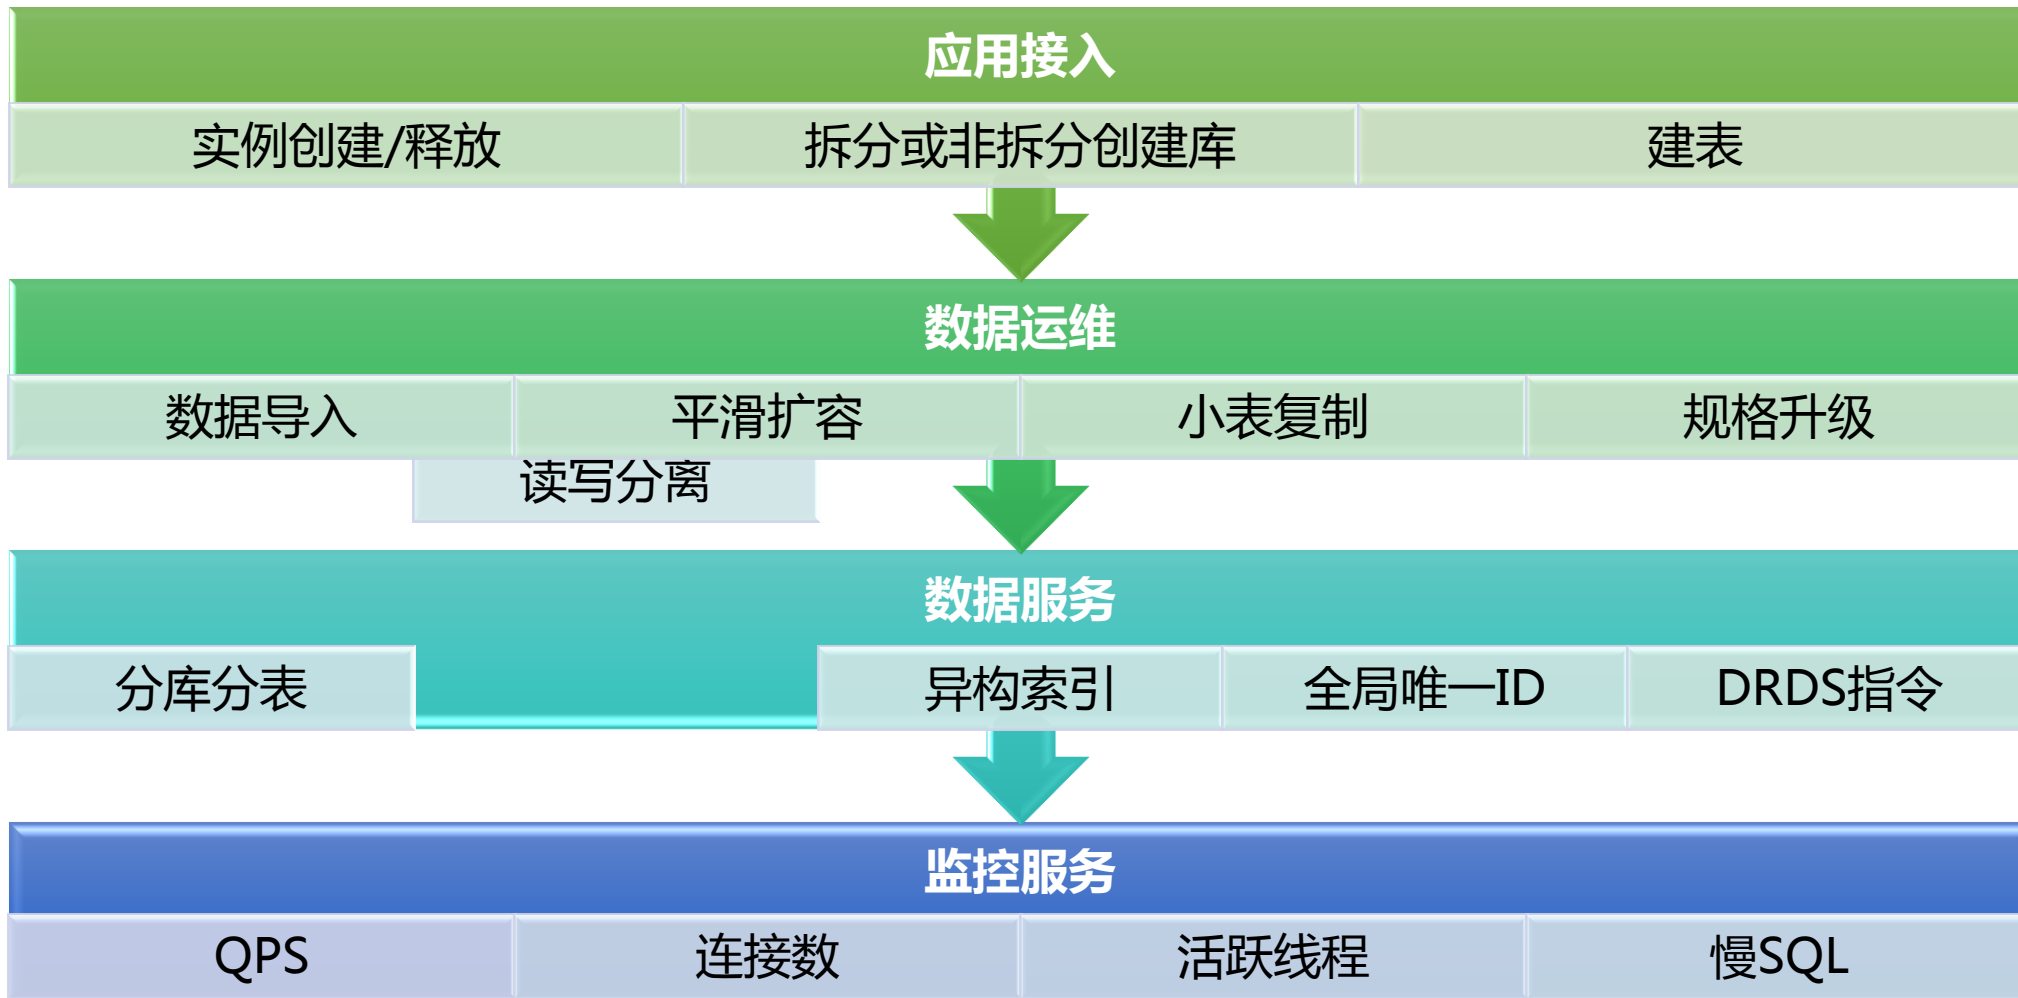 应用接入
实例创建/释放 拆分或非拆分创建库 建表
数据运维
数据导入 平滑扩容 小表复制 规格升级
读写分离
数据服务
分库分表 异构索引 全局唯一ID DRDS指令
监控服务
QPS 连接数 活跃线程 慢SQL